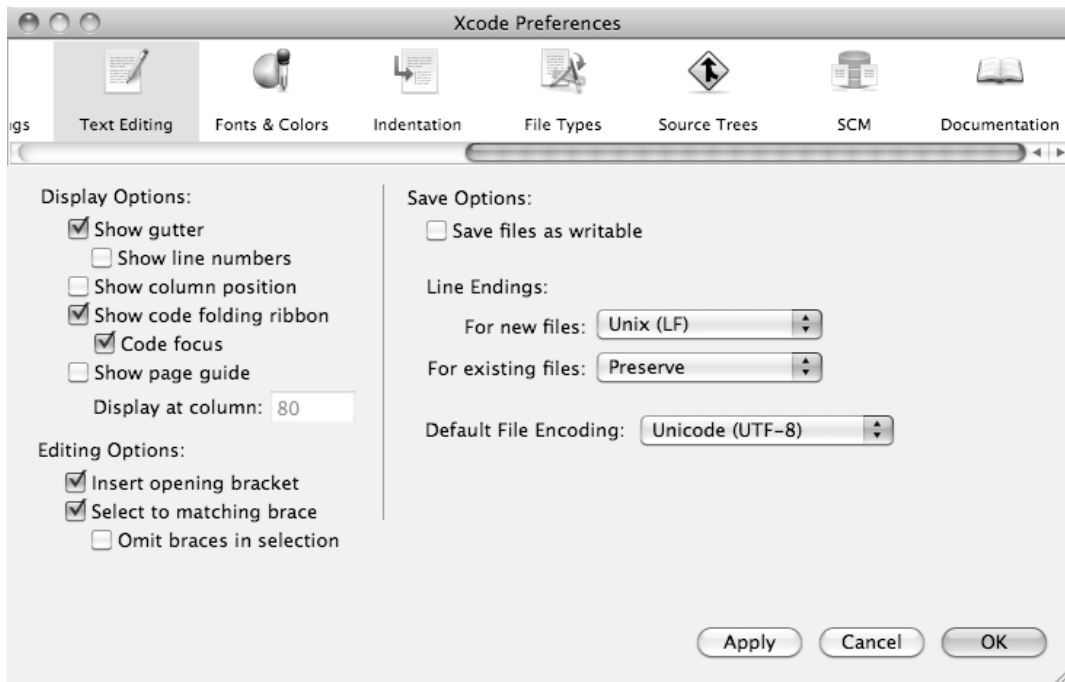 Xcode Preferences
gs Text Editing Fonts & Colors Indentation File Types Source Trees SCM Documentation
Display Options:
Show gutter
Show line numbers
Show column position
Show code folding ribbon
Code focus
Show page guide
Display at column: 80
Editing Options:
Insert opening bracket
Select to matching brace
Omit braces in selection
Save Options:
Save files as writable
Line Endings:
For new files: Unix (LF)
For existing files: Preserve
Default File Encoding: Unicode (UTF-8)
Apply Cancel OK